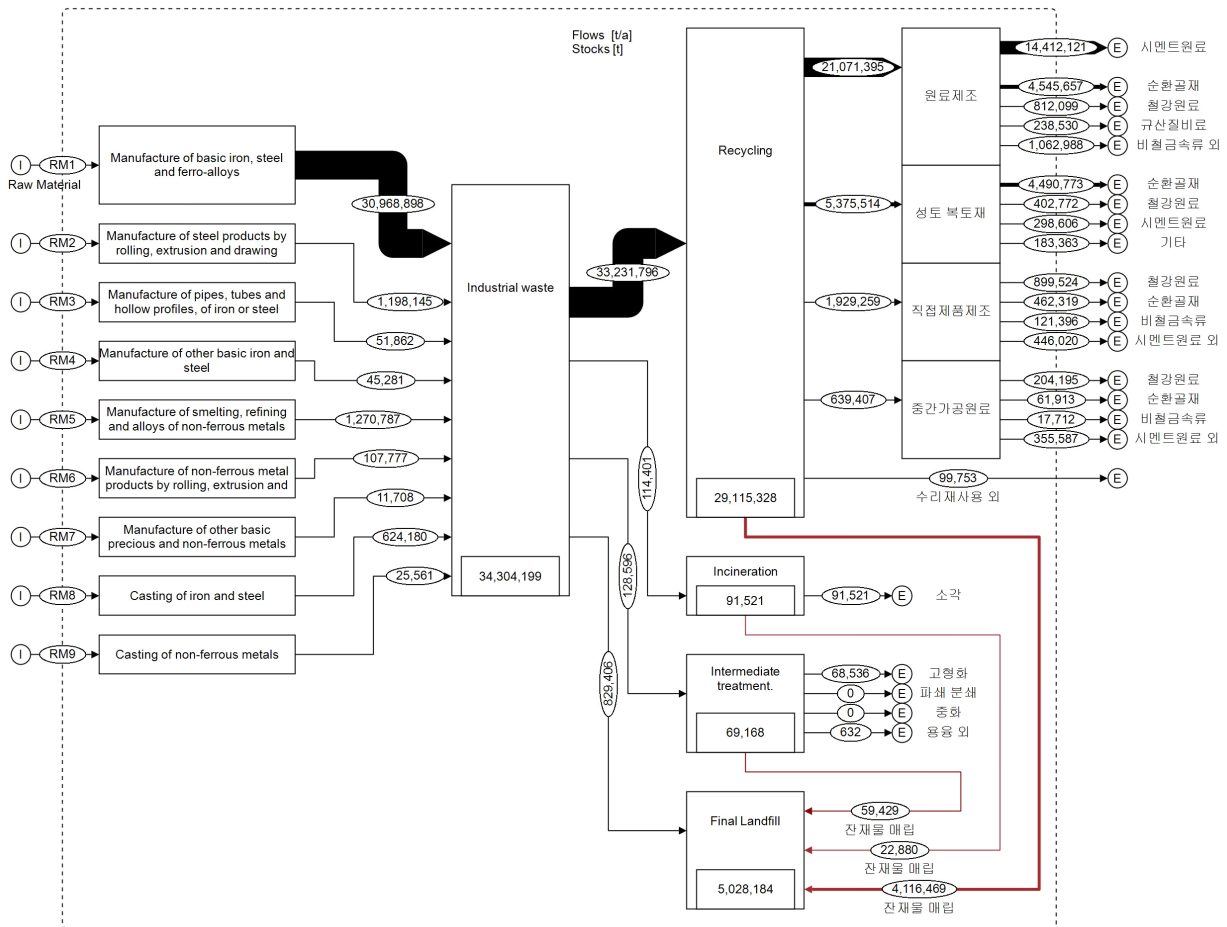 Flows [t/a]
Stocks [t]
I
RM1
Raw Material
Manufacture of basic iron, steel
and ferro-alloys
30,968,898
I
RM2
Manufacture of steel products by
rolling, extrusion and drawing
1,198,145
I
RM3
Manufacture of pipes, tubes and
hollow profiles, of iron or steel
51,862
I
RM4
Manufacture of other basic iron and
steel
45,281
I
RM5
Manufacture of smelting, refining
and alloys of non-ferrous metals
1,270,787
I
RM6
Manufacture of non-ferrous metal
products by rolling, extrusion and
107,777
I
RM7
Manufacture of other basic
precious and non-ferrous metals
11,708
I
RM8
Casting of iron and steel
624,180
I
RM9
Casting of non-ferrous metals
25,561
Industrial waste
34,304,199
33,231,796
114,401
128,596
829,406
Recycling
29,115,328
21,071,395
원료제조
14,412,121
E
시멘트원료
4,545,657
E
순환골재
812,099
E
철강원료
238,530
E
규산질비료
1,062,988
E
비철금속류 외
5,375,514
성토 복토재
4,490,773
E
순환골재
402,772
E
철강원료
298,606
E
시멘트원료
183,363
E
기타
1,929,259
직접제품제조
899,524
E
철강원료
462,319
E
순환골재
121,396
E
비철금속류
446,020
E
시멘트원료 외
639,407
중간가공원료
204,195
E
철강원료
61,913
E
순환골재
17,712
E
비철금속류
355,587
E
시멘트원료 외
99,753
E
수리재사용 외
Incineration
91,521
91,521
E
소각
Intermediate
treatment.
69,168
68,536
E
고형화
0
E
파쇄 분쇄
0
E
중화
632
E
용융 외
Final Landfill
5,028,184
59,429
잔재물 매립
22,880
잔재물 매립
4,116,469
잔재물 매립